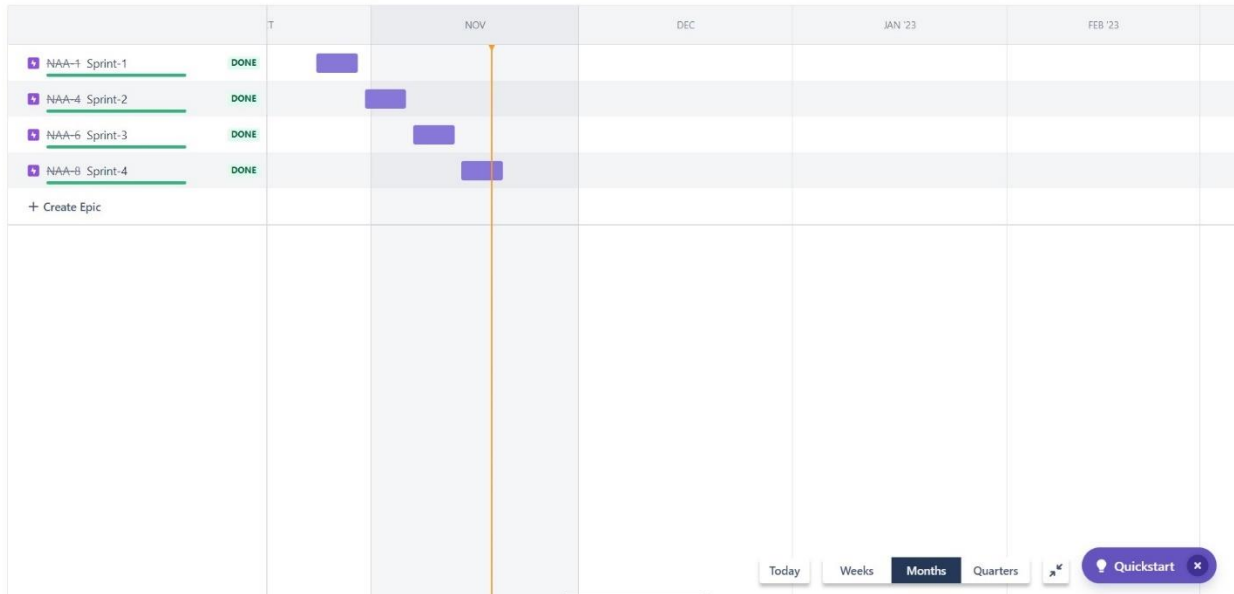 T NOV DEC JAN '23 FEB '23
NAA-1 Sprint-1 DONE
NAA-4 Sprint-2 DONE
NAA-6 Sprint-3 DONE
NAA-8 Sprint-4 DONE
+ Create Epic
Today Weeks Months Quarters Quickstart